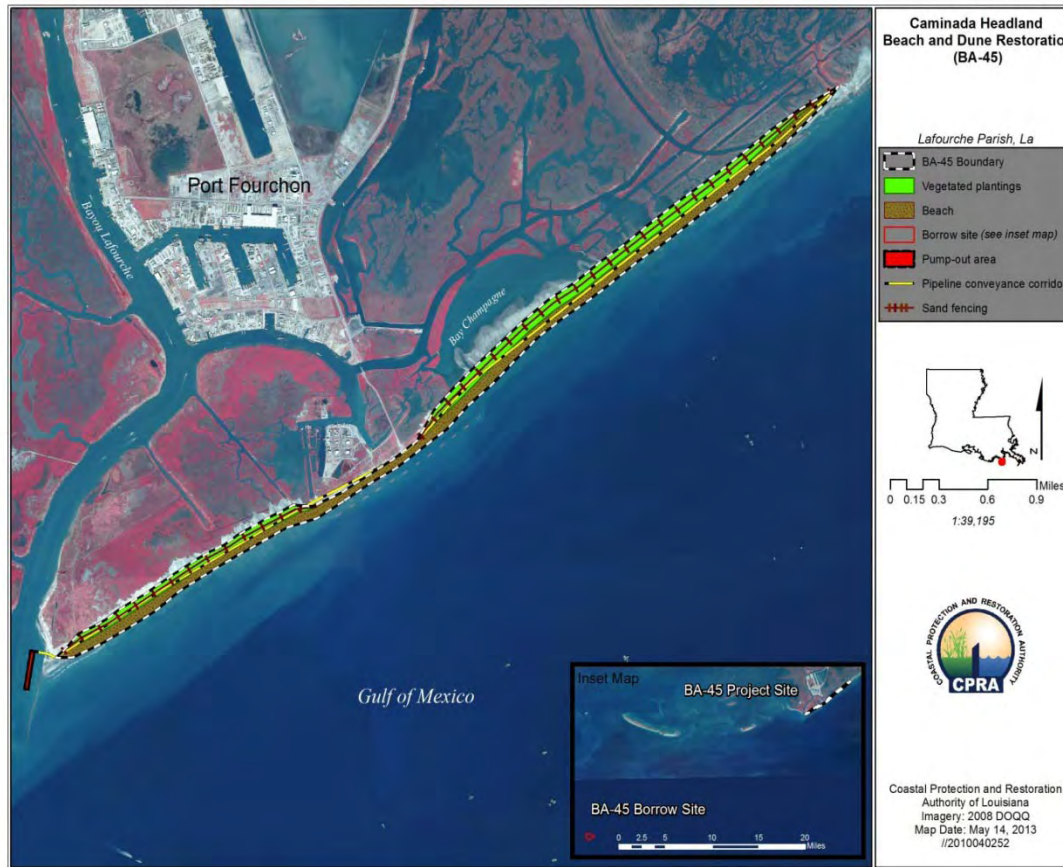 Caminada Headland
Beach and Dune Restoratio
(BA-45)
Lafourche Parish, La
BA-45 Boundary
Vegetated plantings
Beach
Borrow site (see inset map)
Pump-out area
Pipeline conveyance corrido
Sand fencing
N
Miles
0 0.15 0.3 0.6 0.9
1:39,195
COASTAL PROTECTION AND RESTORATION AUTHORITY
CPRA
Coastal Protection and Restoration
Authority of Louisiana
Imagery: 2008 DOQQ
Map Date: May 14, 2013
//2010040252
Port Fourchon
Bayou Lafourche
Bay Champagne
Gulf of Mexico
Inset Map
BA-45 Project Site
BA-45 Borrow Site
0 2.5 5 10 15 20
Miles